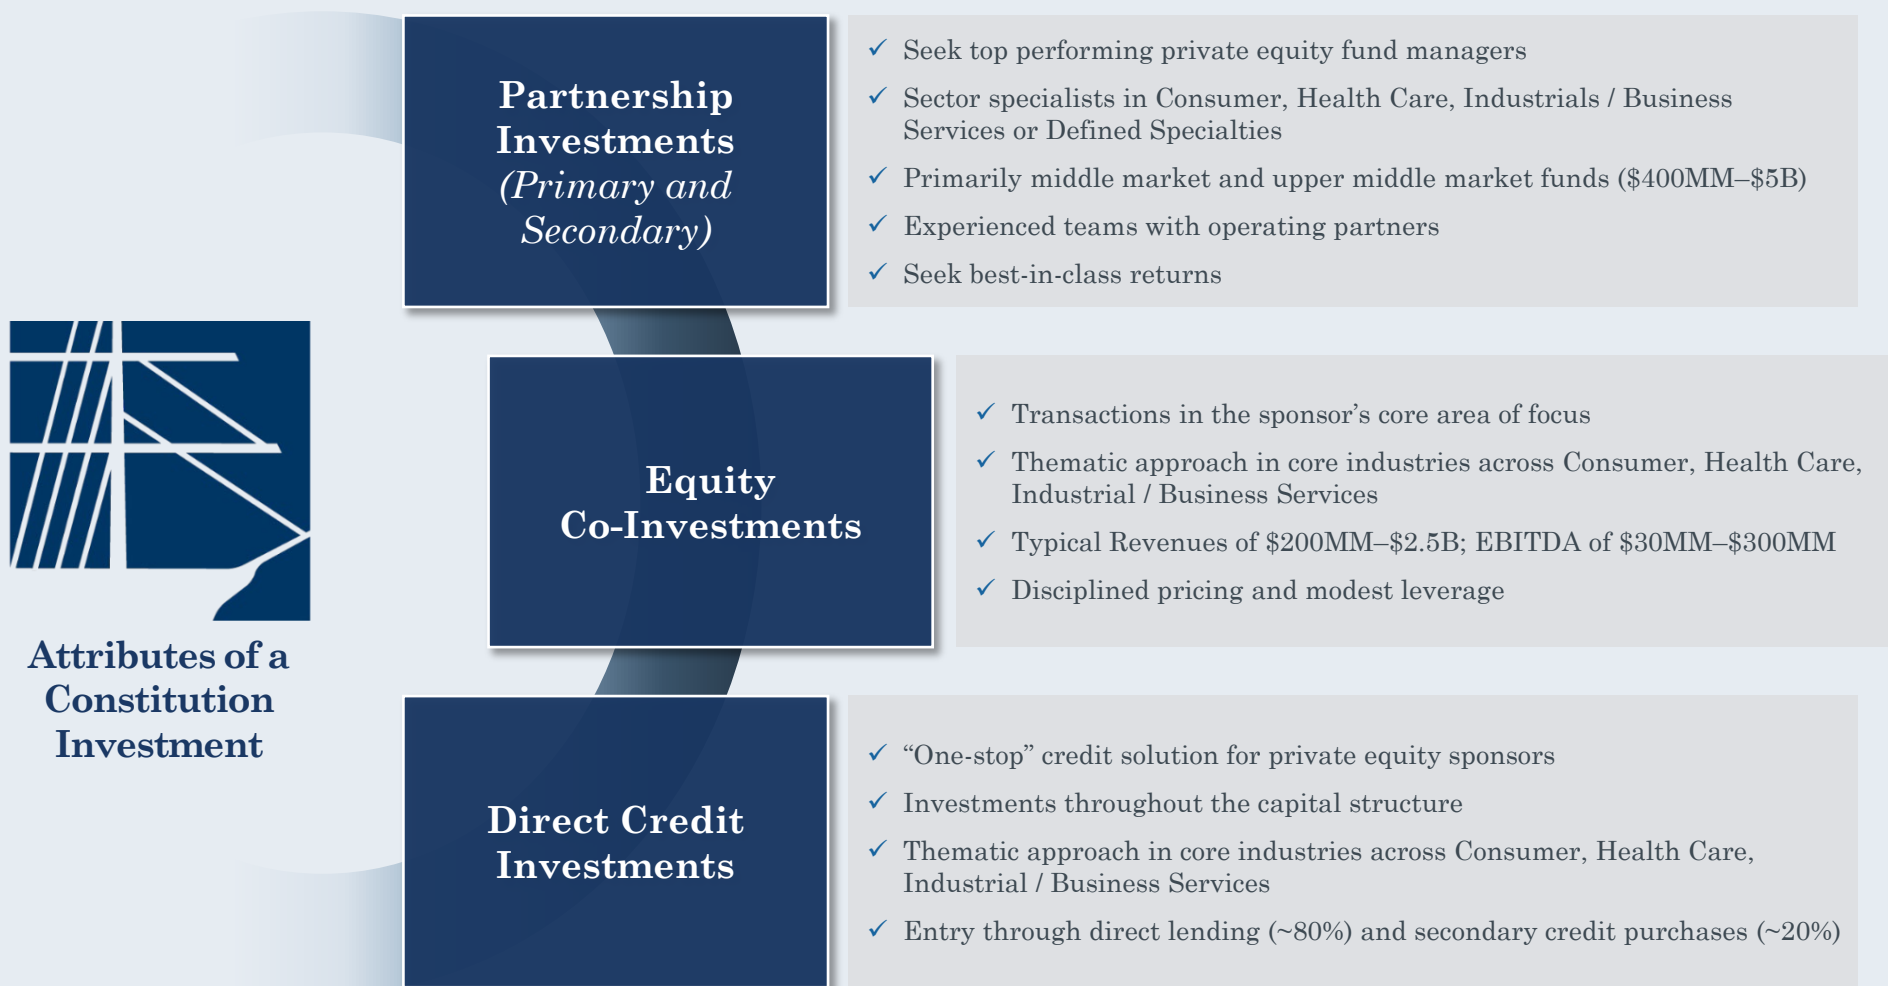 Partnership
Investments
(Primary and
Secondary)
✓ Seek top performing private equity fund managers
✓ Sector specialists in Consumer, Health Care, Industrials / Business
Services or Defined Specialties
✓ Primarily middle market and upper middle market funds ($400MM–$5B)
✓ Experienced teams with operating partners
✓ Seek best-in-class returns
Attributes of a
Constitution
Investment
Equity
Co-Investments
✓ Transactions in the sponsor’s core area of focus
✓ Thematic approach in core industries across Consumer, Health Care,
Industrial / Business Services
✓ Typical Revenues of $200MM–$2.5B; EBITDA of $30MM–$300MM
✓ Disciplined pricing and modest leverage
Direct Credit
Investments
✓ “One-stop” credit solution for private equity sponsors
✓ Investments throughout the capital structure
✓ Thematic approach in core industries across Consumer, Health Care,
Industrial / Business Services
✓ Entry through direct lending (~80%) and secondary credit purchases (~20%)